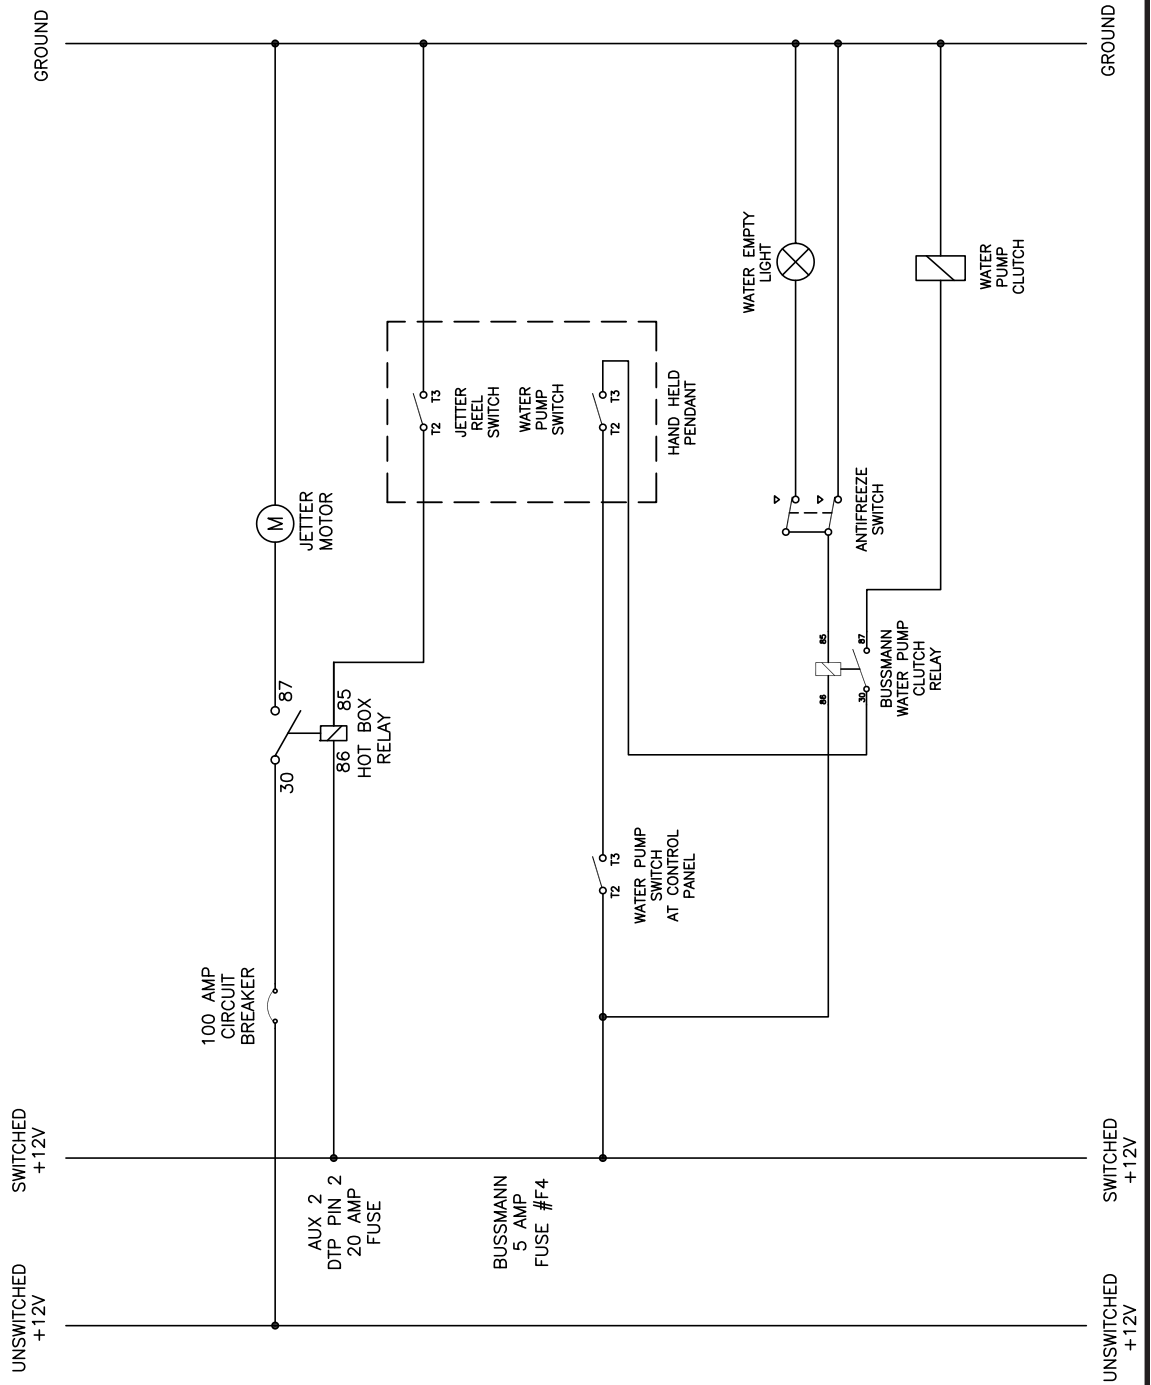 GROUND
GROUND
WATER EMPTY
LIGHT
WATER
PUMP
CLUTCH
T3
T2
JETTER
REEL
SWITCH
WATER
PUMP
SWITCH
T3
T2
HAND HELD
PENDANT
M
JETTER
MOTOR
ANTIFREEZE
SWITCH
87
30
85
86
HOT BOX
RELAY
85
86
87
30
BUSSMANN
WATER PUMP
CLUTCH
RELAY
T3
T2
WATER PUMP
SWITCH
AT CONTROL
PANEL
100 AMP
CIRCUIT
BREAKER
SWITCHED
+12V
SWITCHED
+12V
AUX 2
DTP PIN 2
20 AMP
FUSE
BUSSMANN
5 AMP
FUSE #F4
UNSWITCHED
+12V
UNSWITCHED
+12V